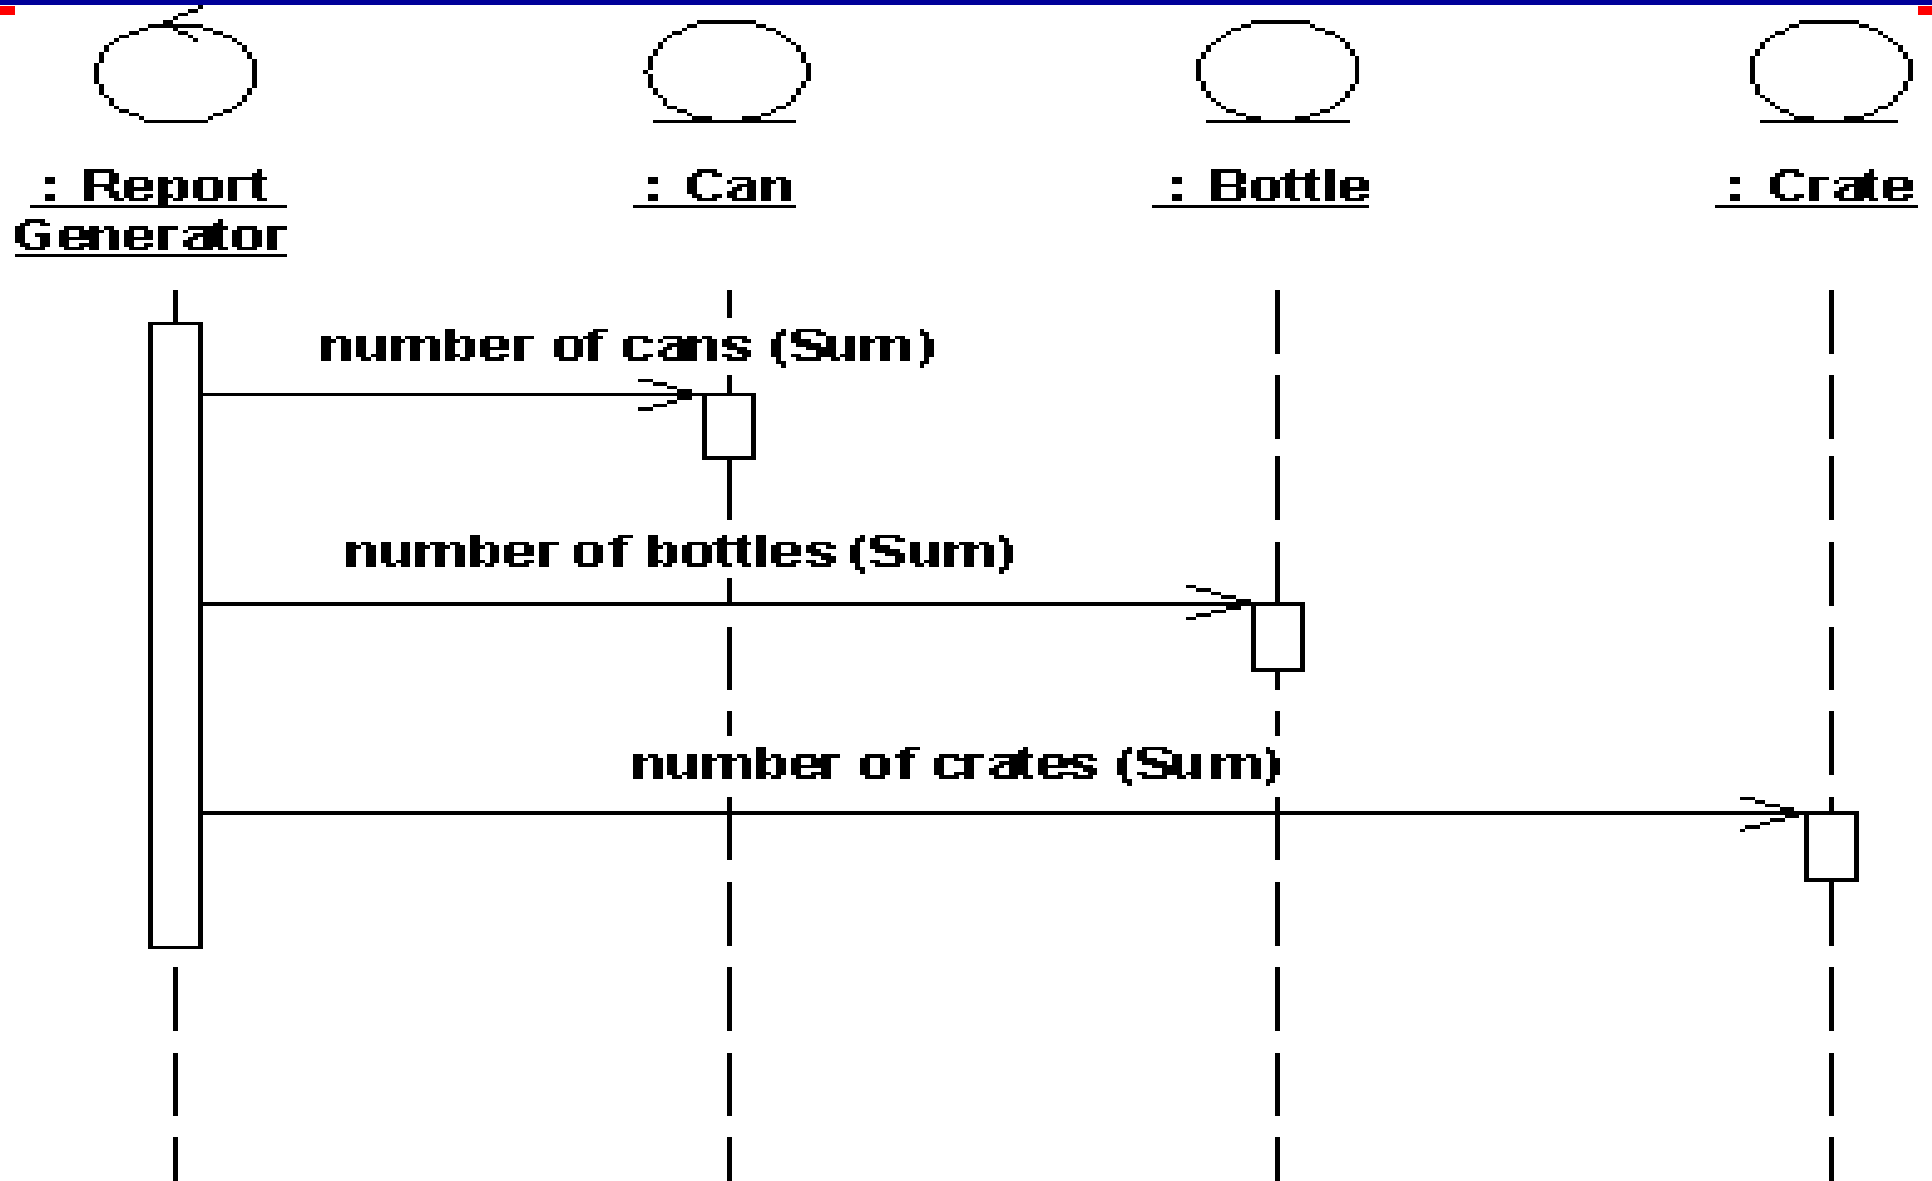 : Report
Generator
: Can
: Bottle
: Crate
number of cans (Sum)
number of bottles (Sum)
number of crates (Sum)